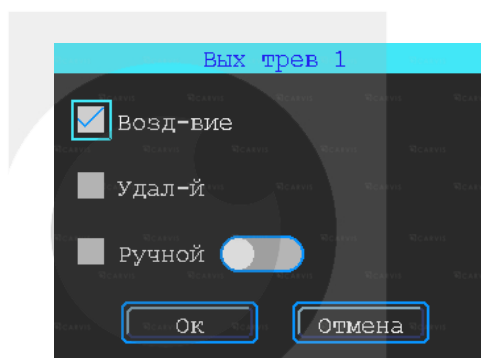 Вых трев 1
Возд-вие
Удал-й
Ручной
Ок Отмена